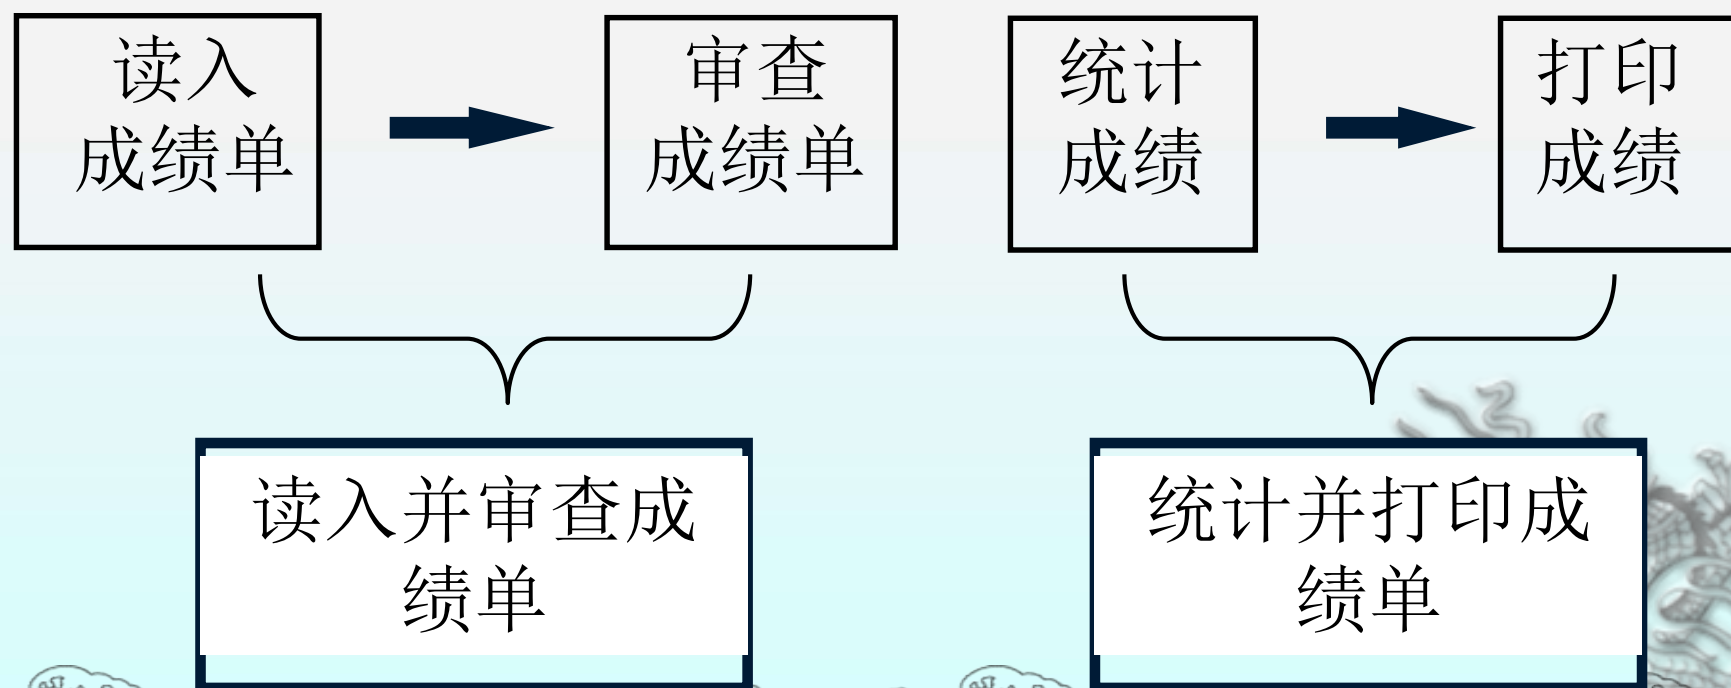 读入
成绩单
审查
成绩单
统计
成绩
打印
成绩
读入并审查成
绩单
统计并打印成
绩单